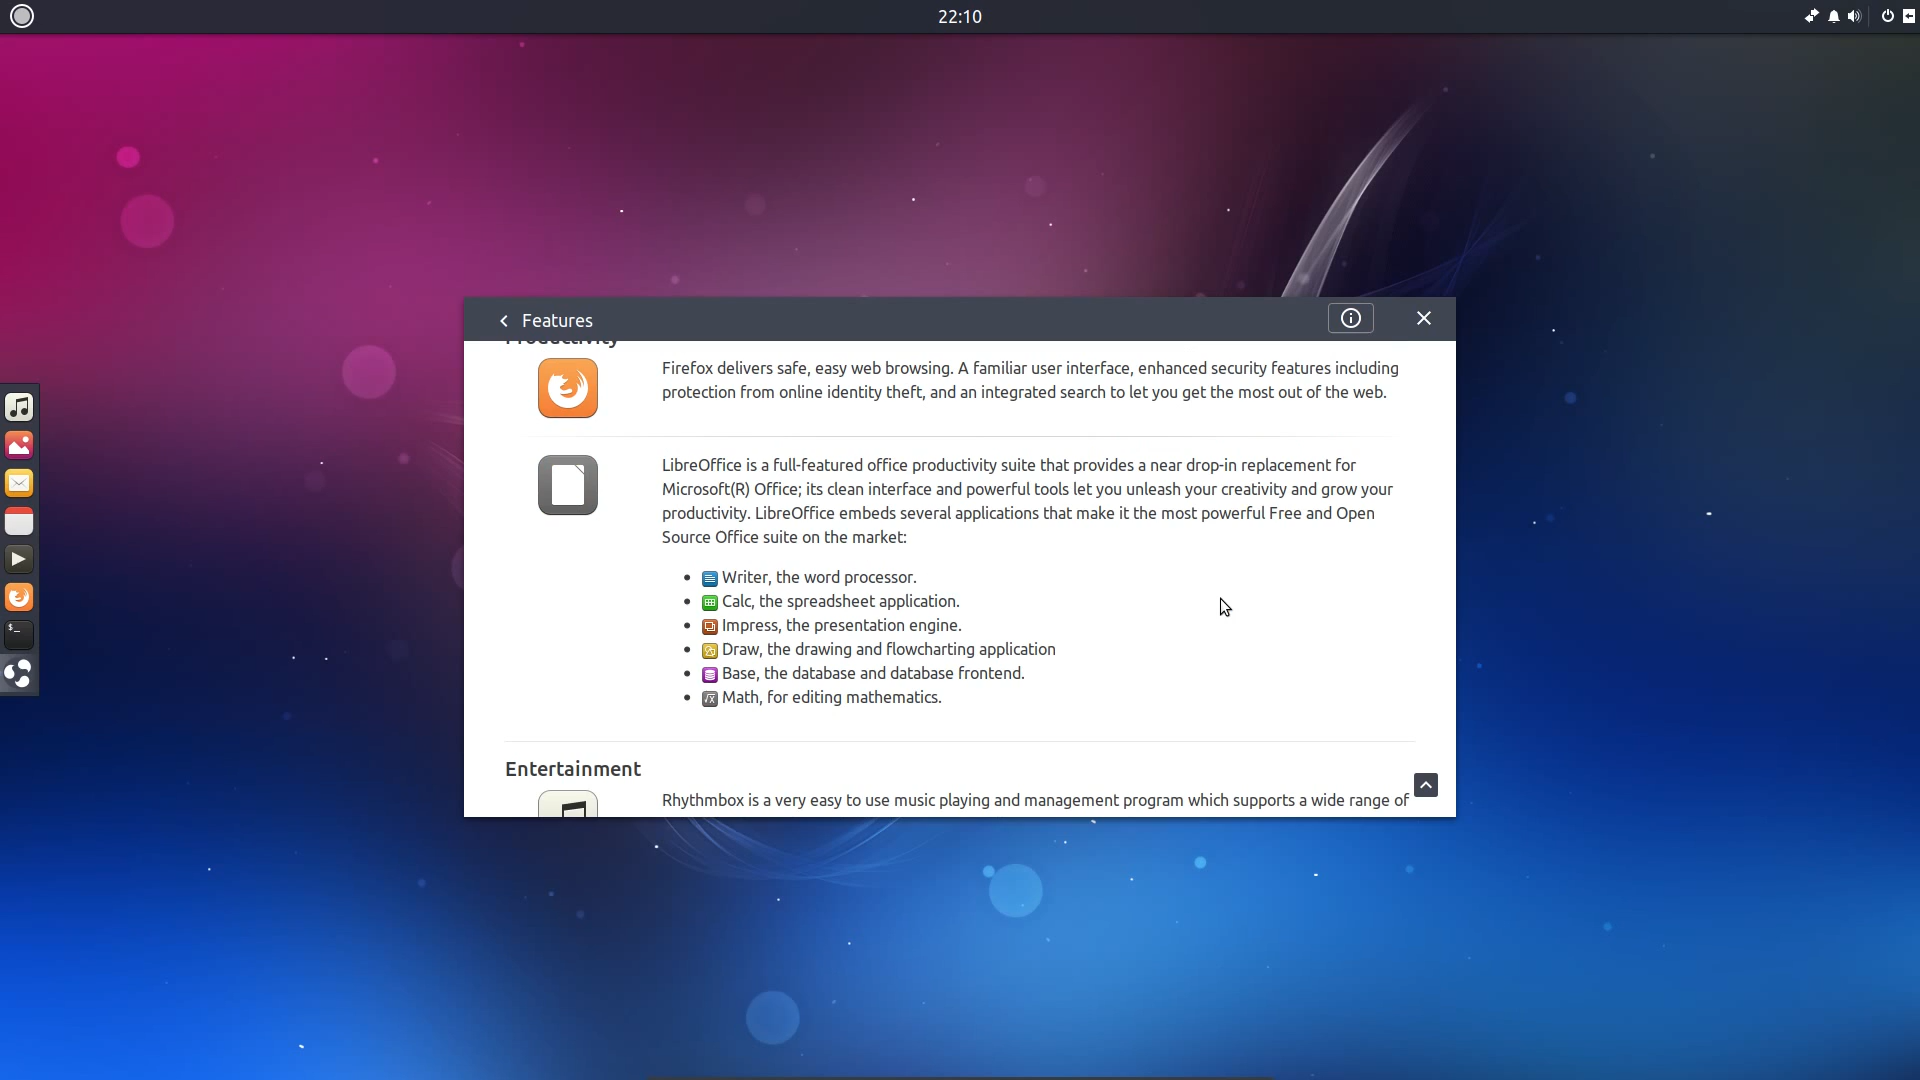 22:10
Features
Productivity
Firefox delivers safe, easy web browsing. A familiar user interface, enhanced security features including
protection from online identity theft, and an integrated search to let you get the most out of the web.
LibreOffice is a full-featured office productivity suite that provides a near drop-in replacement for
Microsoft(R) Office; its clean interface and powerful tools let you unleash your creativity and grow your
productivity. LibreOffice embeds several applications that make it the most powerful Free and Open
Source Office suite on the market:
Writer, the word processor.
Calc, the spreadsheet application.
Impress, the presentation engine.
Draw, the drawing and flowcharting application
Base, the database and database frontend.
Math, for editing mathematics.
Entertainment
Rhythmbox is a very easy to use music playing and management program which supports a wide range of